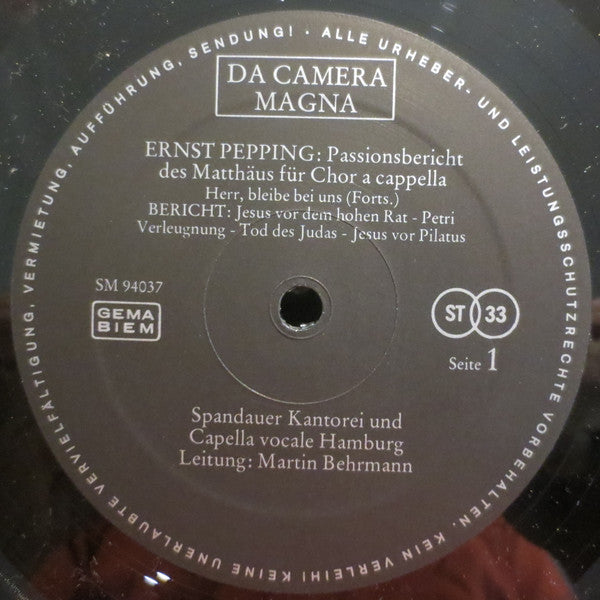 ALLE URHEBER- UND LEISTUNGSSCHUTZRECHTE VORBEHALTEN. KEIN VERLEIH! KEINE UNERLAUBTE VERVIELFÄLTIGUNG, VERMIETUNG, AUFFÜHRUNG, SENDUNG! ·
DA CAMERA
MAGNA
ERNST PEPPING: Passionsbericht
des Matthäus für Chor a cappella
Herr, bleibe bei uns (Forts.)
BERICHT: Jesus vor dem hohen Rat - Petri
Verleugnung - Tod des Judas - Jesus vor Pilatus
SM 94037
GEMA
BIEM
ST 33
Seite 1
Spandauer Kantorei und
Capella vocale Hamburg
Leitung: Martin Behrmann